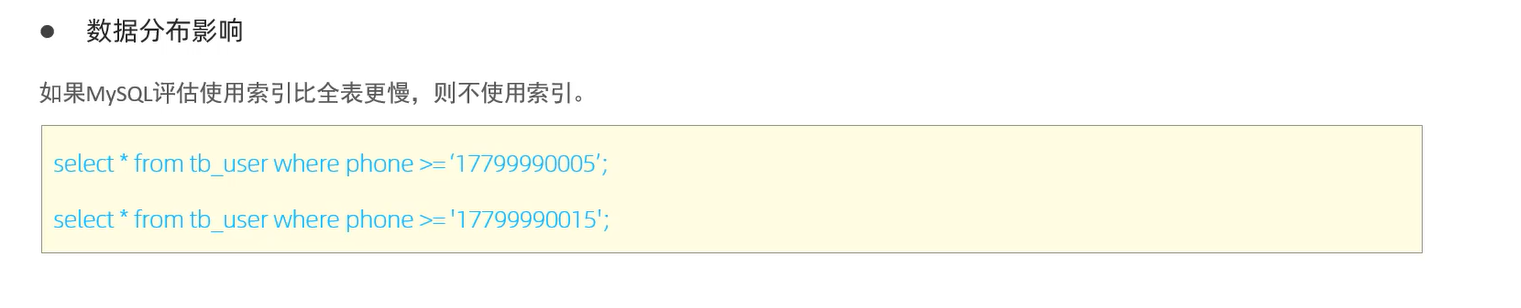 ● 数据分布影响
如果MySQL评估使用索引比全表更慢，则不使用索引。
select * from tb_user where phone >= ‘17799990005’;
select * from tb_user where phone >= '17799990015';